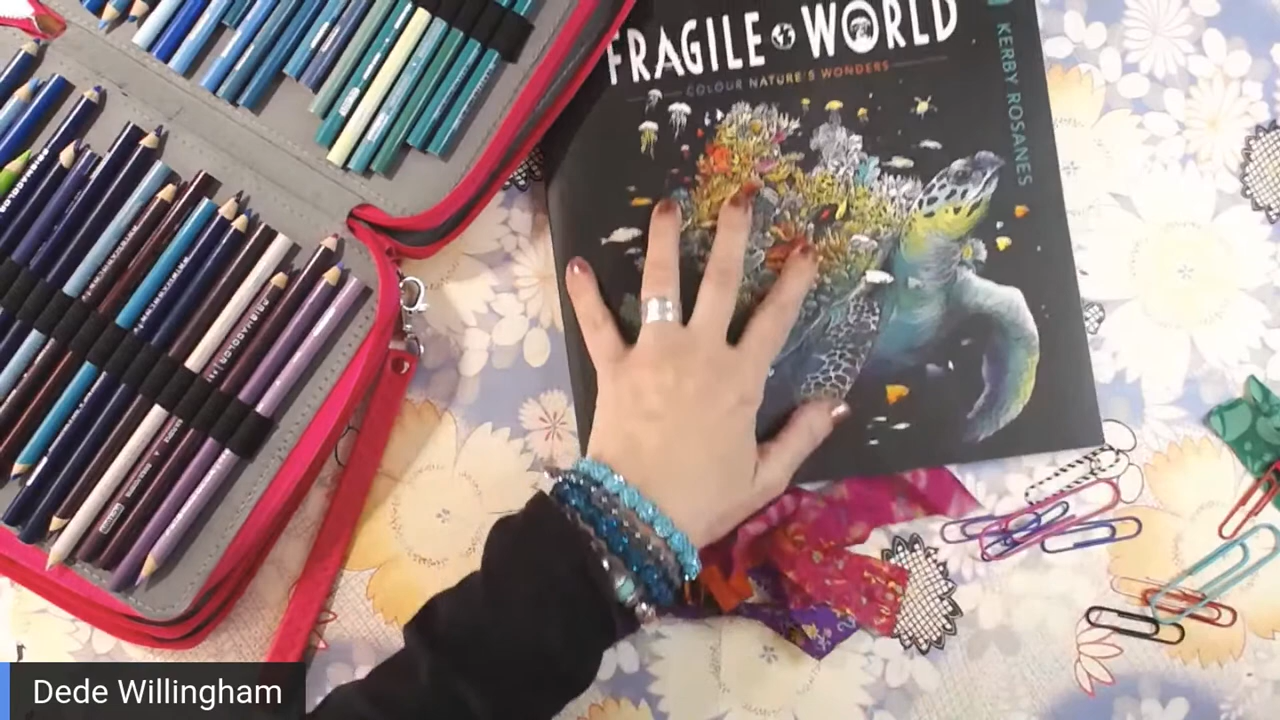 FRAGILE WORLD
COLOUR NATURE'S WONDERS
KERBY ROSANES
Dede Willingham